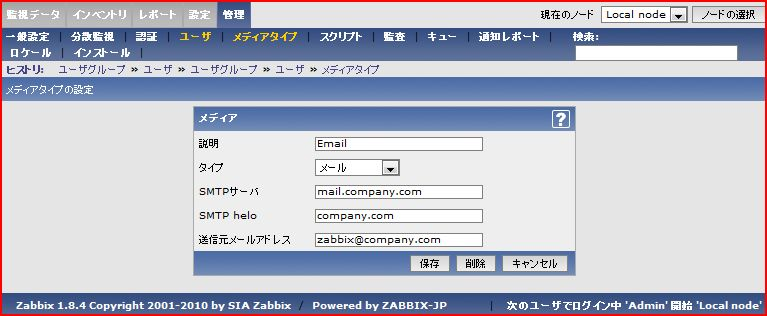 監視データ インベントリ レポート 設定 管理 現在のノード Local node ノードの選択
一般設定 | 分散監視 | 認証 | ユーザ | メディアタイプ | スクリプト | 監査 | キュー | 通知レポート | 検索:
ロケール | インストール |
ヒストリ: ユーザグループ » ユーザ » ユーザグループ » ユーザ » メディアタイプ
メディアタイプの設定
メディア ?
説明 Email
タイプ メール
SMTPサーバ mail.company.com
SMTP helo company.com
送信元メールアドレス zabbix@company.com
保存 削除 キャンセル
Zabbix 1.8.4 Copyright 2001-2010 by SIA Zabbix / Powered by ZABBIX-JP | 次のユーザでログイン中 'Admin' 開始 'Local node'